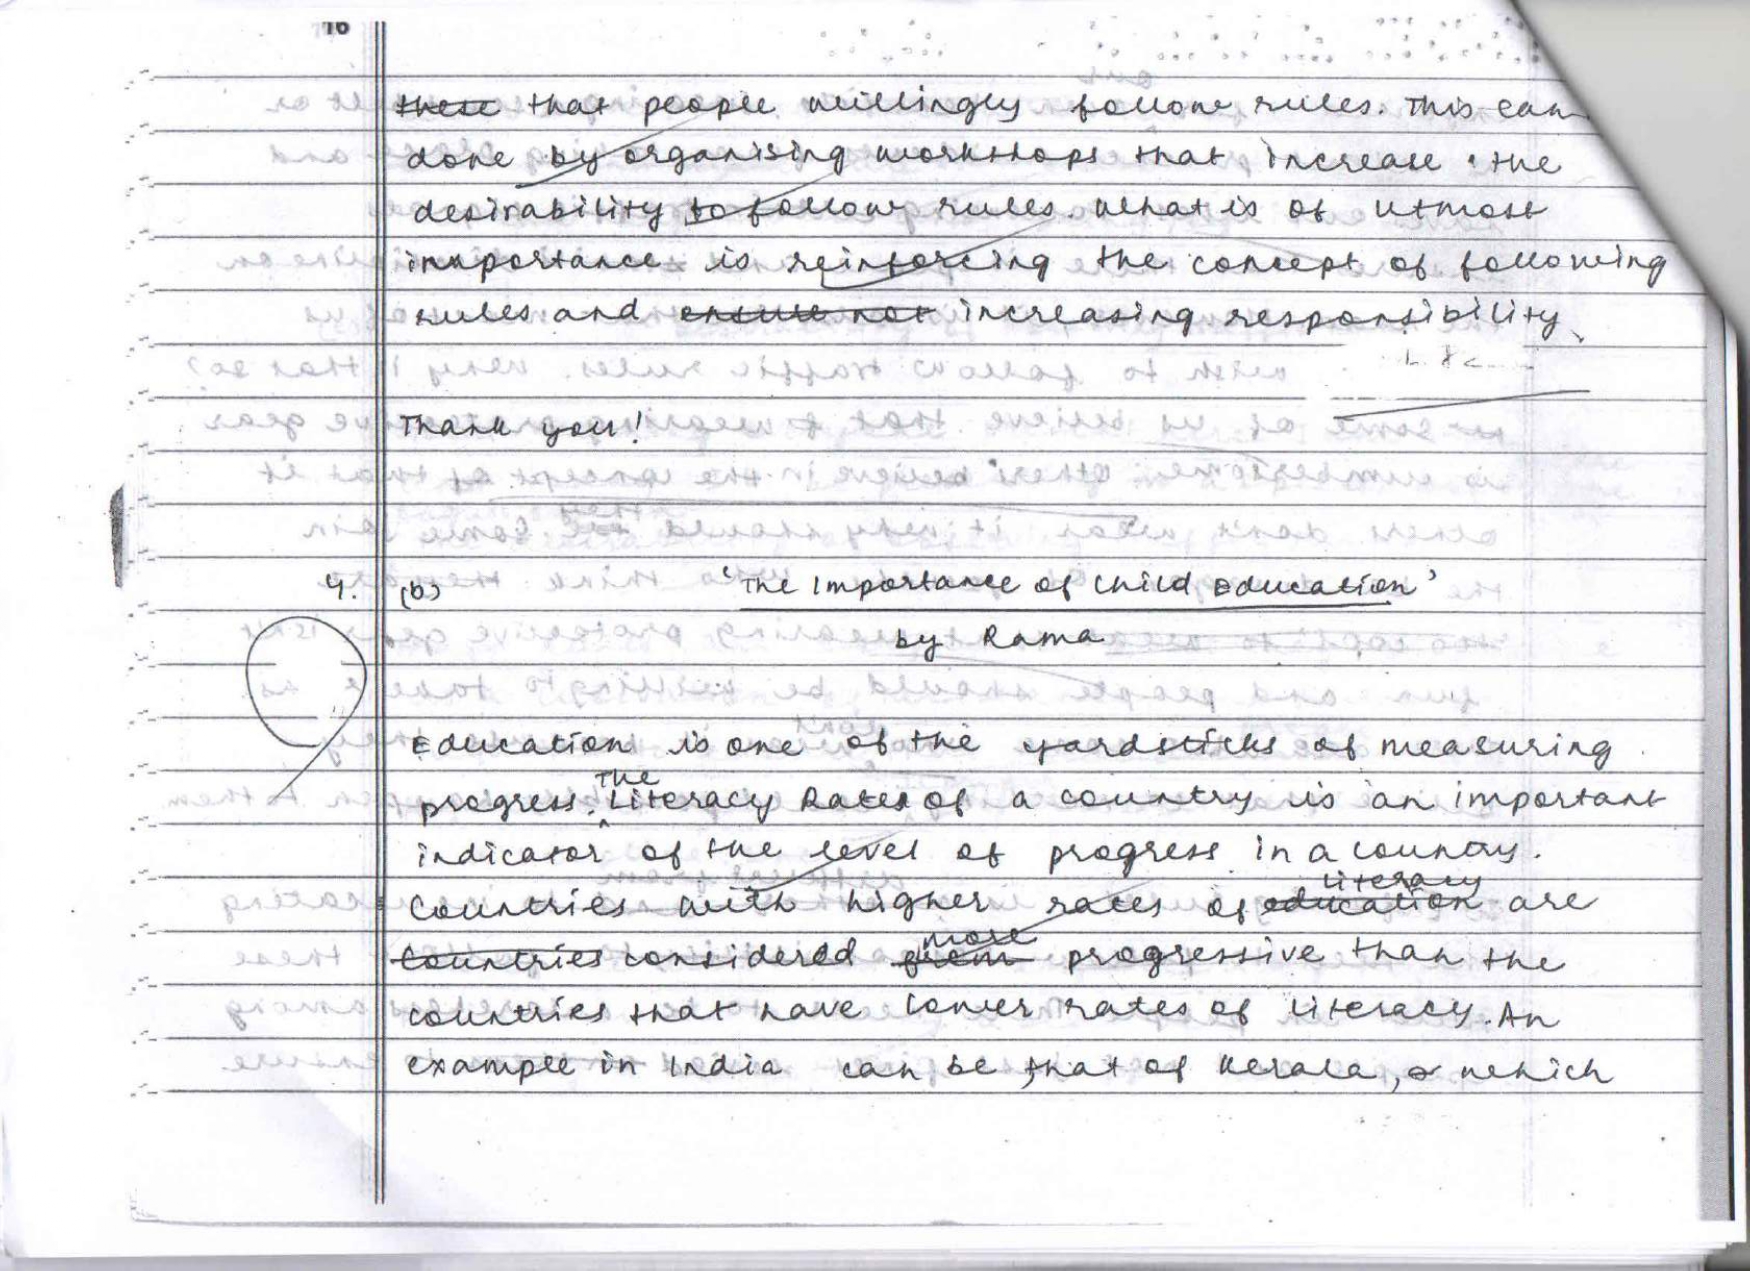 16
these that people willingly follow rules. This can
done by organising workshops that increase the
desirability to follow rules. What is of utmost
importance is reinforcing the concept of following
rules and ensure not increasing responsibility.
Thank you!
4. (b) 'The Importance of Child Education'
by Rama
Education is one of the yardsticks of measuring
progress. The Literacy Rates of a country is an important
indicator of the level of progress in a country.
Countries with higher rates of education literacy are
countries considered more progressive than the
countries that have lower rates of literacy. An
example in India can be that of Kerala, which